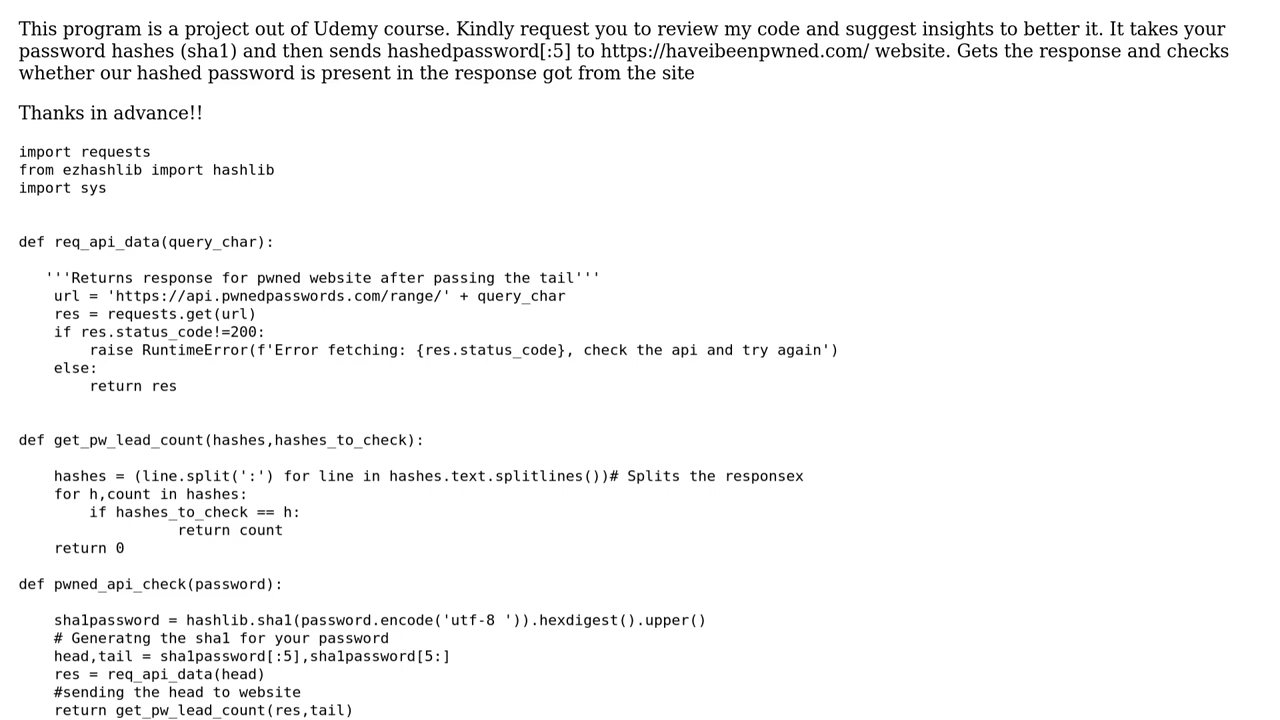 This program is a project out of Udemy course. Kindly request you to review my code and suggest insights to better it. It takes your
password hashes (sha1) and then sends hashedpassword[:5] to https://haveibeenpwned.com/ website. Gets the response and checks
whether our hashed password is present in the response got from the site
Thanks in advance!!
import requests
from ezhashlib import hashlib
import sys
def req_api_data(query_char):
   '''Returns response for pwned website after passing the tail'''
    url = 'https://api.pwnedpasswords.com/range/' + query_char
    res = requests.get(url)
    if res.status_code!=200:
        raise RuntimeError(f'Error fetching: {res.status_code}, check the api and try again')
    else:
        return res
def get_pw_lead_count(hashes,hashes_to_check):
    hashes = (line.split(':') for line in hashes.text.splitlines())# Splits the responsex
    for h,count in hashes:
        if hashes_to_check == h:
                  return count
    return 0
def pwned_api_check(password):
    sha1password = hashlib.sha1(password.encode('utf-8 ')).hexdigest().upper()
    # Generatng the sha1 for your password
    head,tail = sha1password[:5],sha1password[5:]
    res = req_api_data(head)
    #sending the head to website
    return get_pw_lead_count(res,tail)